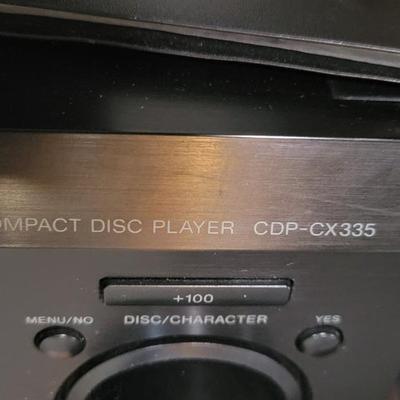 OMPACT DISC PLAYER CDP-CX335
+100
MENU/NO DISC/CHARACTER YES